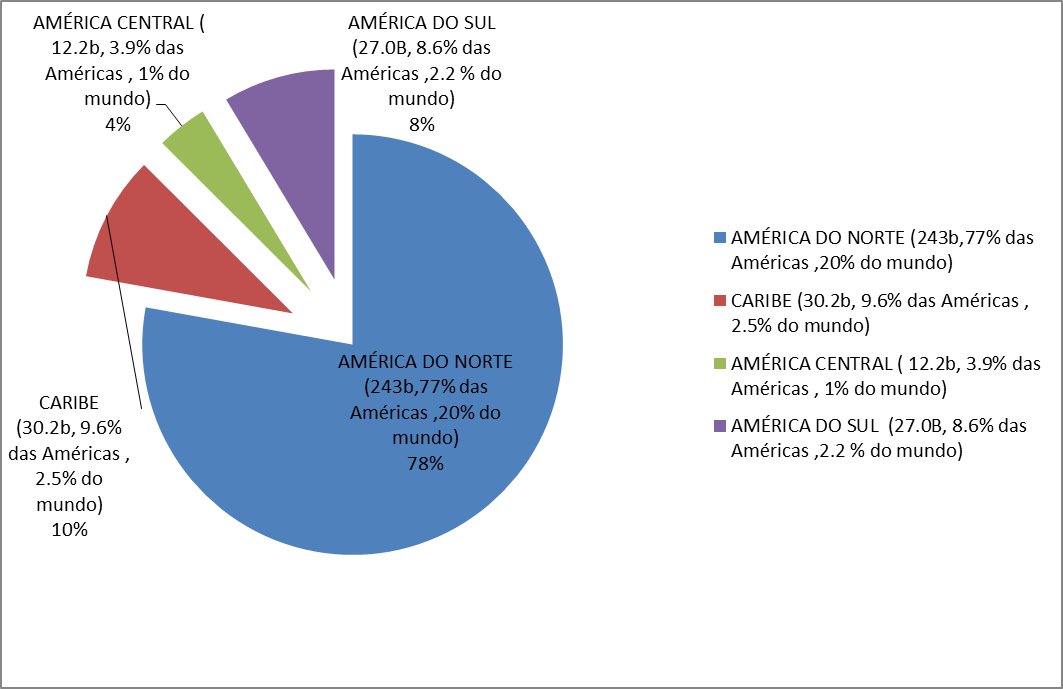 AMÉRICA CENTRAL (
12.2b, 3.9% das
Américas , 1% do
mundo)
4%
AMÉRICA DO SUL
(27.0B, 8.6% das
Américas ,2.2 % do
mundo)
8%
AMÉRICA DO NORTE
(243b,77% das
Américas ,20% do
mundo)
78%
CARIBE
(30.2b, 9.6%
das Américas ,
2.5% do
mundo)
10%
AMÉRICA DO NORTE (243b,77% das
Américas ,20% do mundo)
CARIBE (30.2b, 9.6% das Américas ,
2.5% do mundo)
AMÉRICA CENTRAL ( 12.2b, 3.9% das
Américas , 1% do mundo)
AMÉRICA DO SUL  (27.0B, 8.6% das
Américas ,2.2 % do mundo)